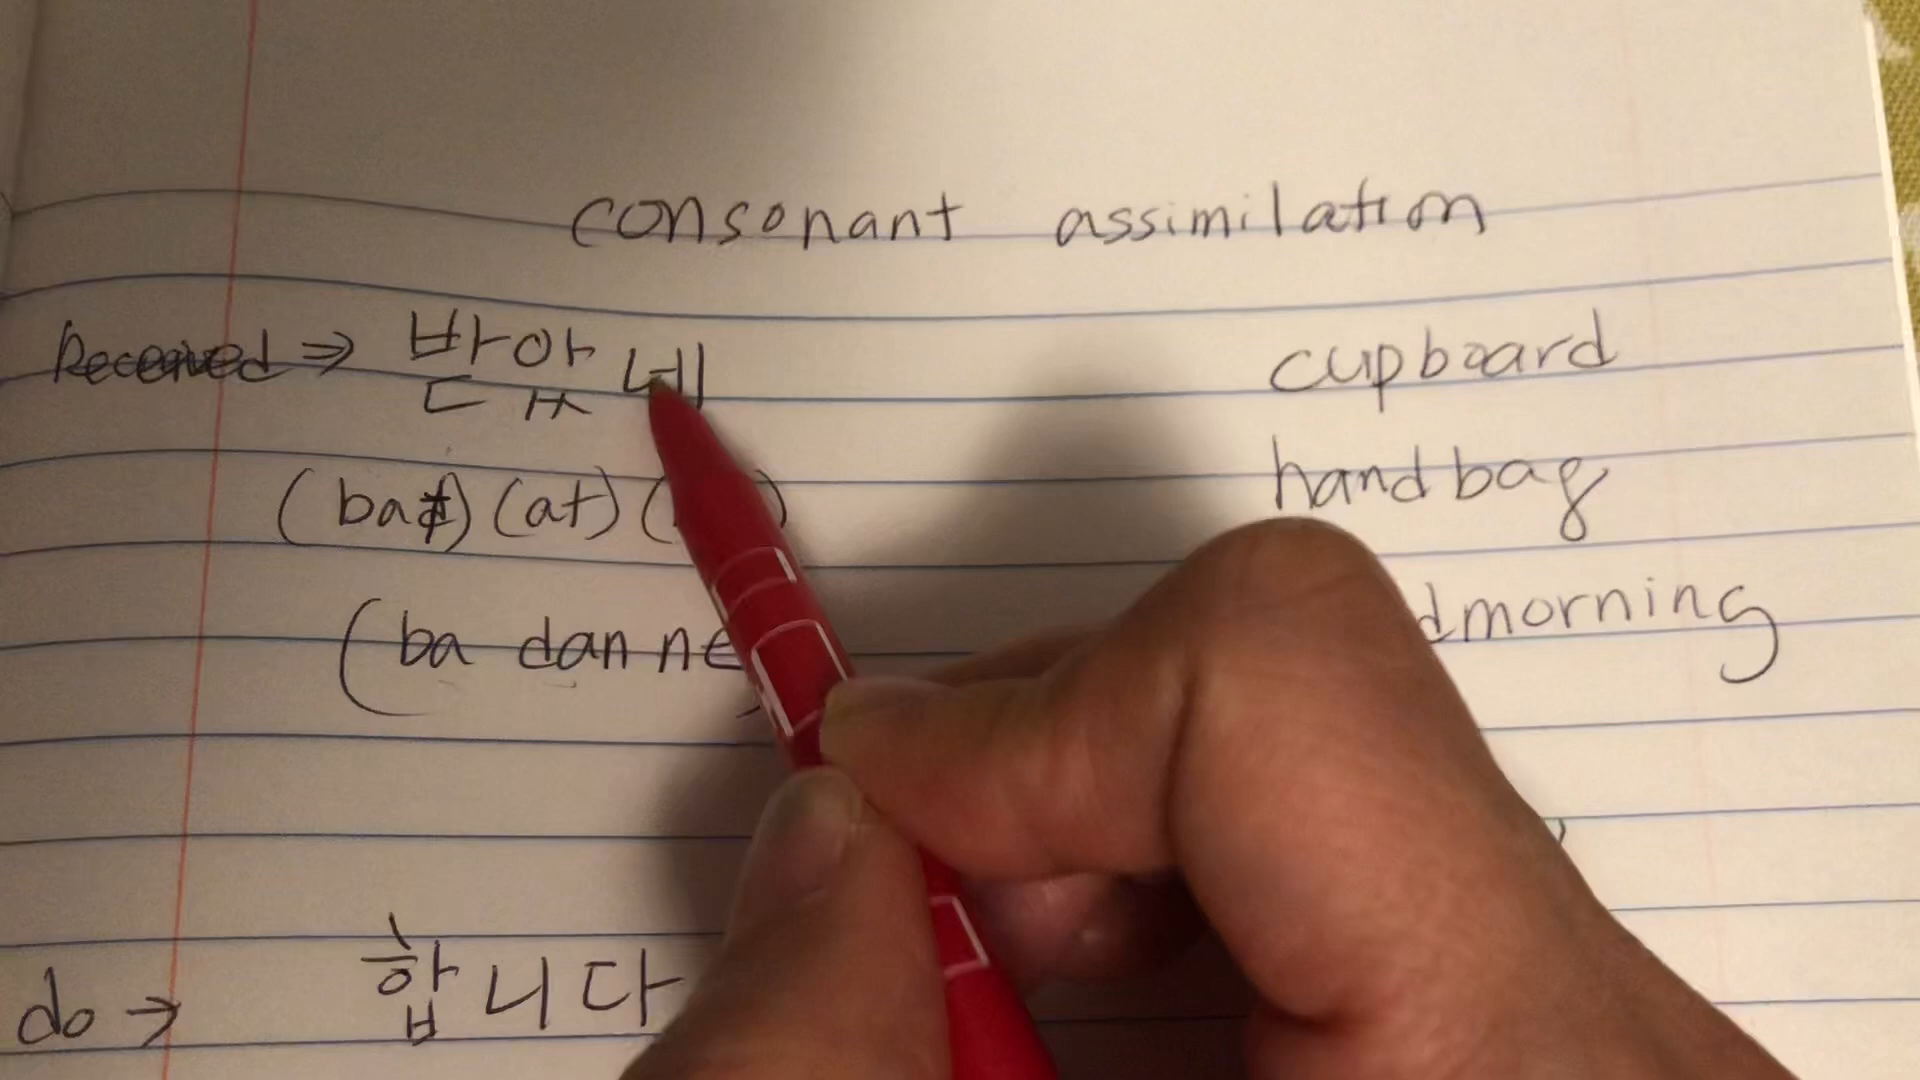 consonant assimilation
Received ⇒ 받았네
cupboard
(bat) (at) (
)
handbag
(ba dan ne
dmorning
do → 합니다